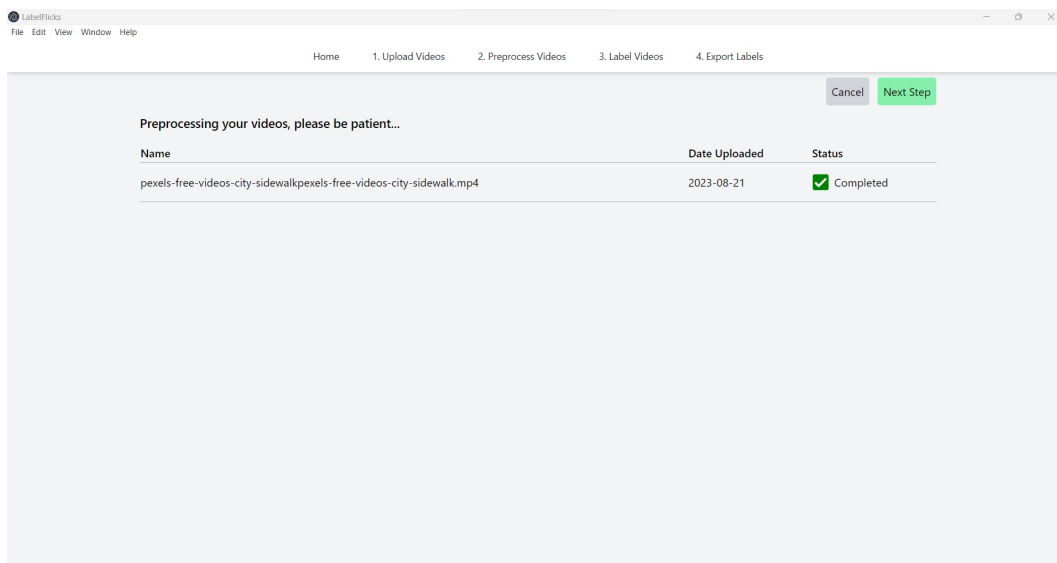 LabelFlicks
File Edit View Window Help
Home 1. Upload Videos 2. Preprocess Videos 3. Label Videos 4. Export Labels
Cancel Next Step
Preprocessing your videos, please be patient...
Name Date Uploaded Status
pexels-free-videos-city-sidewalkpexels-free-videos-city-sidewalk.mp4 2023-08-21 Completed